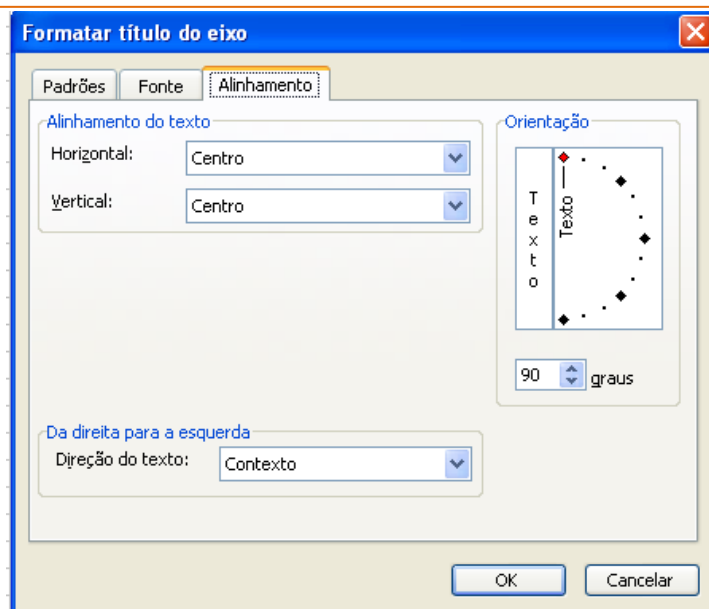 Formatar título do eixo
Padrões Fonte Alinhamento
Alinhamento do texto
Horizontal: Centro
Vertical: Centro
Orientação
Texto
Texto
90 graus
Da direita para a esquerda
Direção do texto: Contexto
OK Cancelar